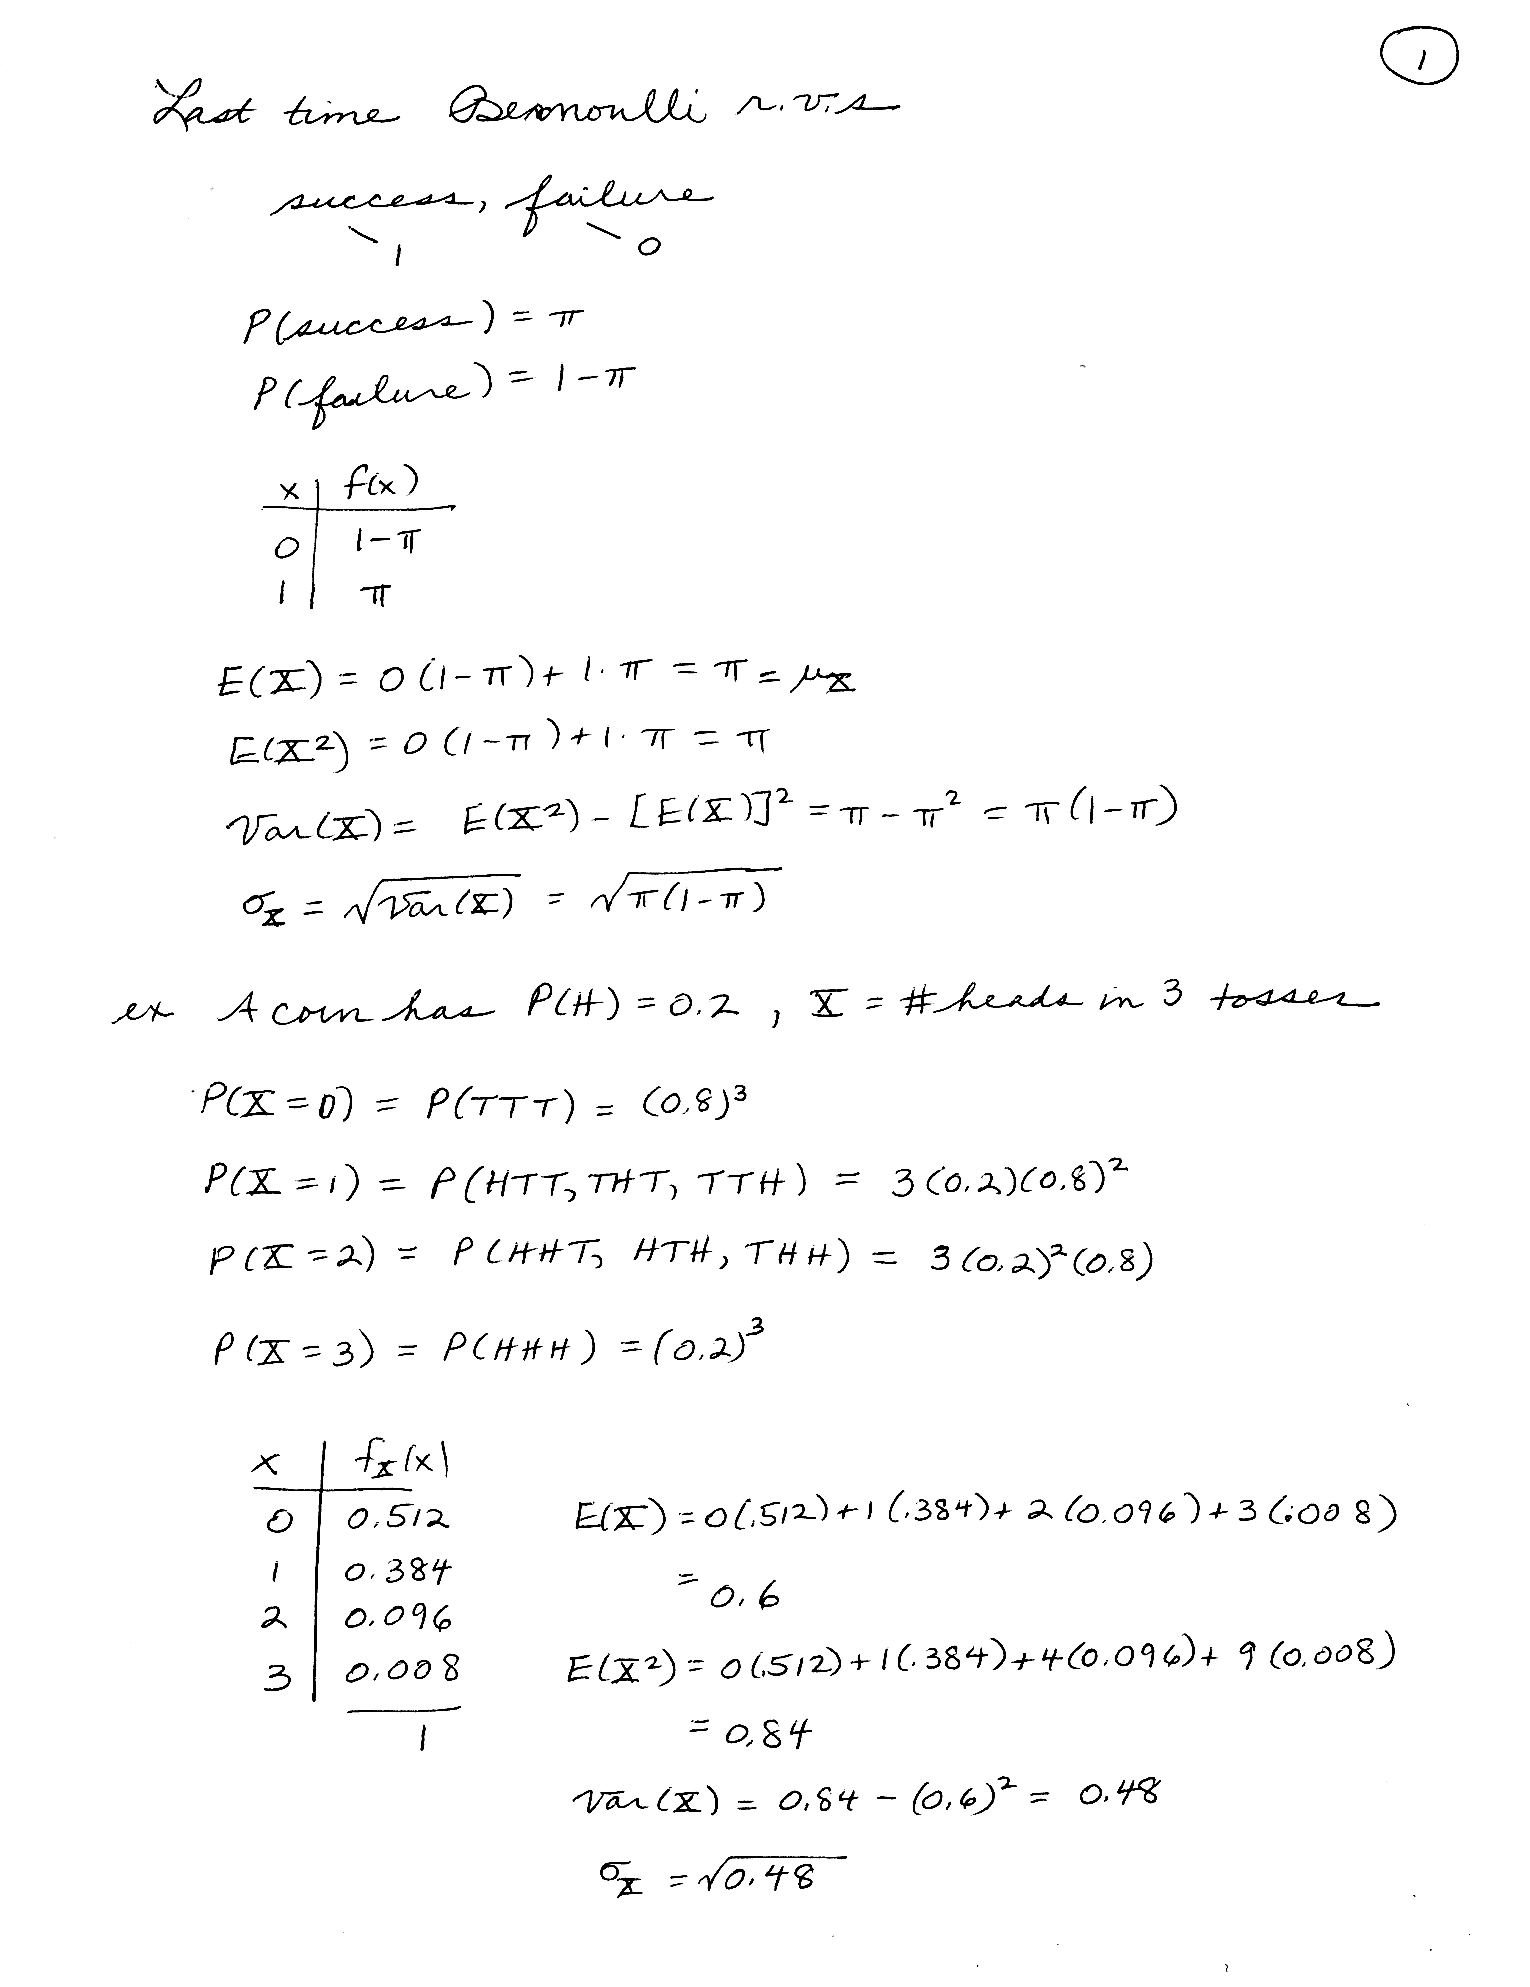 1
Last time Bernoulli r.v.s
success, failure
1 0
P(success) = π
P(failure) = 1-π
x f(x)
0 1-π
1 π
E(X) = 0(1-π)+1·π = π = μ_X
E(X²) = 0(1-π)+1·π = π
Var(X) = E(X²) - [E(X)]² = π - π² = π(1-π)
σ_X = √Var(X) = √π(1-π)
ex A coin has P(H) = 0.2, X = # heads in 3 tosses
P(X=0) = P(TTT) = (0.8)³
P(X=1) = P(HTT, THT, TTH) = 3(0.2)(0.8)²
P(X=2) = P(HHT, HTH, THH) = 3(0.2)²(0.8)
P(X=3) = P(HHH) = (0.2)³
x f_X(x)
0 0.512
1 0.384
2 0.096
3 0.008
1
E(X) = 0(.512)+1(.384)+2(0.096)+3(.008)
= 0.6
E(X²) = 0(.512)+1(.384)+4(0.096)+9(0.008)
= 0.84
Var(X) = 0.84 - (0.6)² = 0.48
σ_X = √0.48